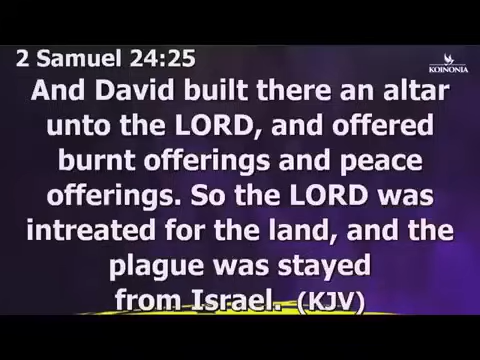 2 Samuel 24:25
KOINONIA
And David built there an altar
unto the LORD, and offered
burnt offerings and peace
offerings. So the LORD was
intreated for the land, and the
plague was stayed
from Israel. (KJV)